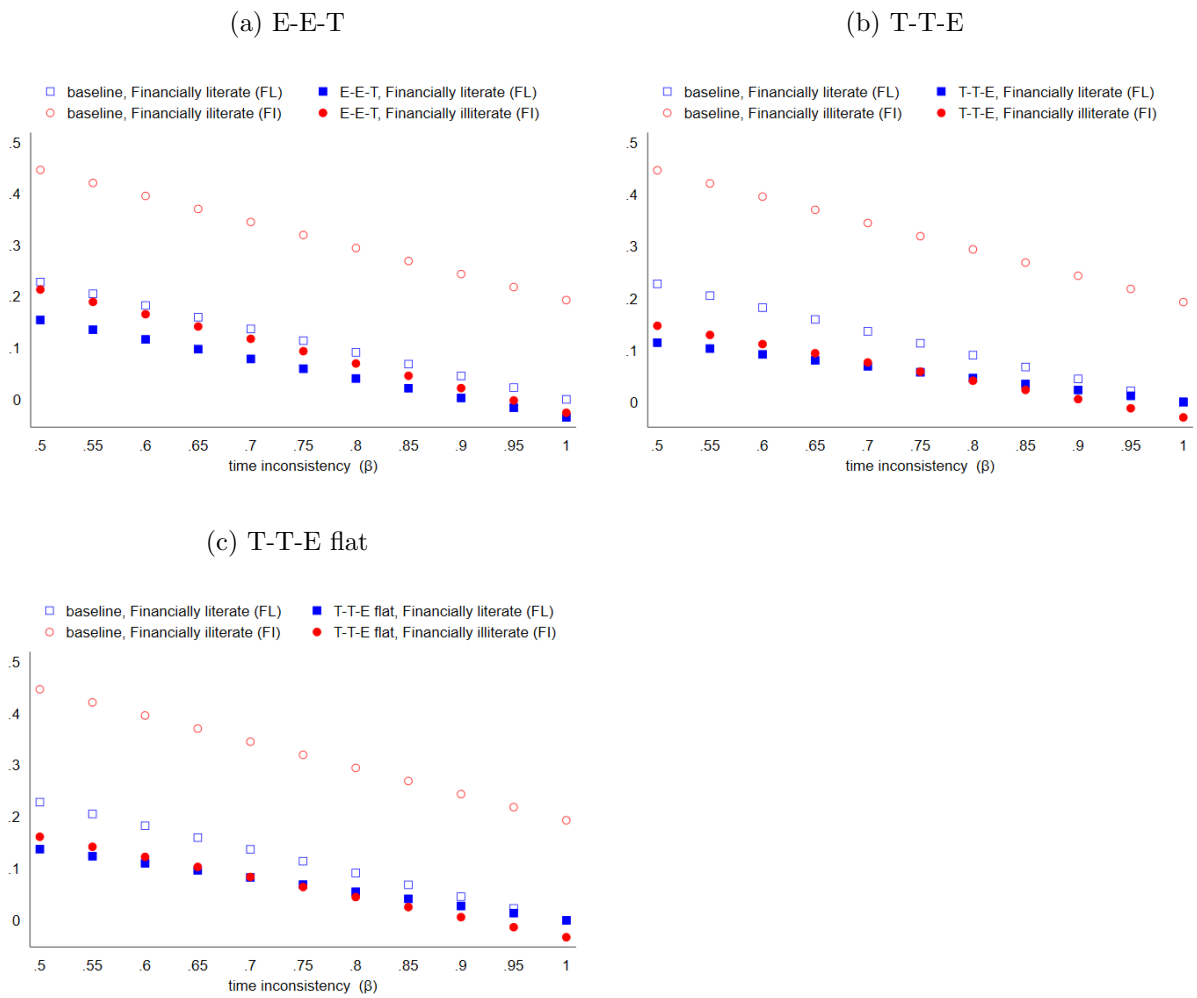 (a) E-E-T
baseline, Financially literate (FL) E-E-T, Financially literate (FL)
baseline, Financially illiterate (FI) E-E-T, Financially illiterate (FI)
.5
.4
.3
.2
.1
0
.5 .55 .6 .65 .7 .75 .8 .85 .9 .95 1
time inconsistency (β)
(b) T-T-E
baseline, Financially literate (FL) T-T-E, Financially literate (FL)
baseline, Financially illiterate (FI) T-T-E, Financially illiterate (FI)
.5
.4
.3
.2
.1
0
.5 .55 .6 .65 .7 .75 .8 .85 .9 .95 1
time inconsistency (β)
(c) T-T-E flat
baseline, Financially literate (FL) T-T-E flat, Financially literate (FL)
baseline, Financially illiterate (FI) T-T-E flat, Financially illiterate (FI)
.5
.4
.3
.2
.1
0
.5 .55 .6 .65 .7 .75 .8 .85 .9 .95 1
time inconsistency (β)